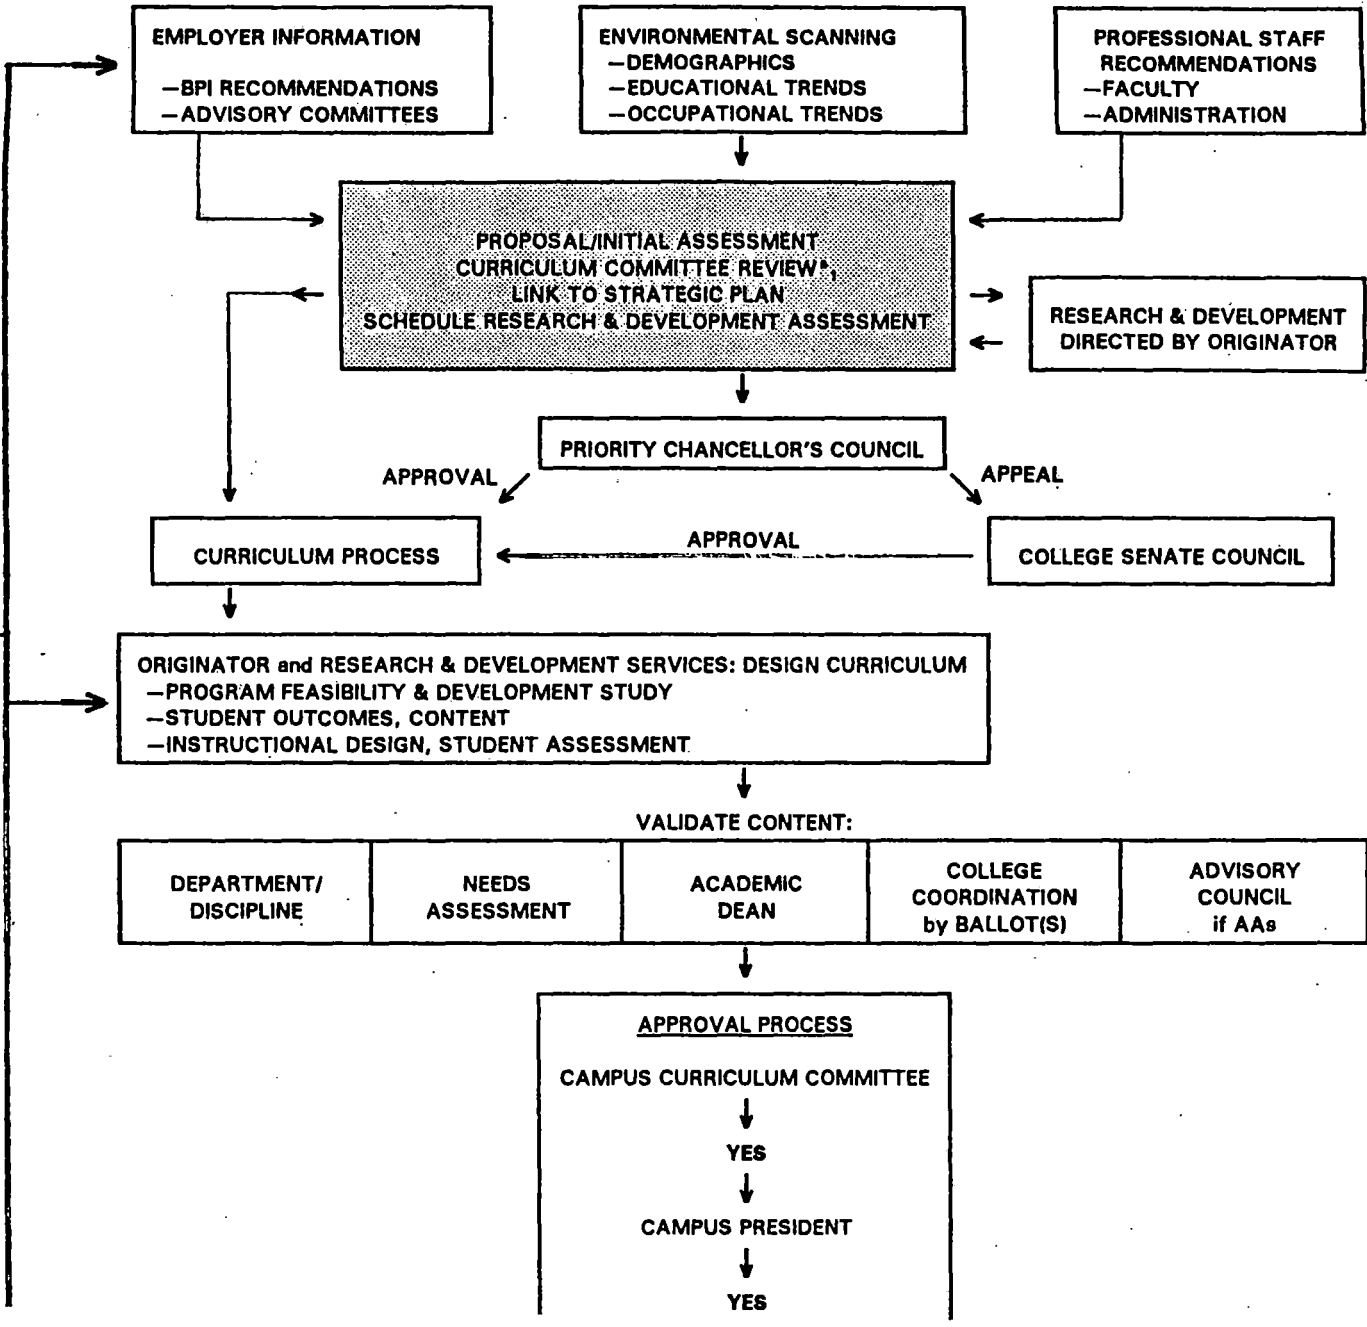 EMPLOYER INFORMATION
—BPI RECOMMENDATIONS
—ADVISORY COMMITTEES
ENVIRONMENTAL SCANNING
—DEMOGRAPHICS
—EDUCATIONAL TRENDS
—OCCUPATIONAL TRENDS
PROFESSIONAL STAFF
RECOMMENDATIONS
—FACULTY
—ADMINISTRATION
PROPOSAL/INITIAL ASSESSMENT
CURRICULUM COMMITTEE REVIEW*,
LINK TO STRATEGIC PLAN
SCHEDULE RESEARCH & DEVELOPMENT ASSESSMENT
RESEARCH & DEVELOPMENT
DIRECTED BY ORIGINATOR
PRIORITY CHANCELLOR'S COUNCIL
APPROVAL
APPEAL
CURRICULUM PROCESS
APPROVAL
COLLEGE SENATE COUNCIL
ORIGINATOR and RESEARCH & DEVELOPMENT SERVICES: DESIGN CURRICULUM
—PROGRAM FEASIBILITY & DEVELOPMENT STUDY
—STUDENT OUTCOMES, CONTENT
—INSTRUCTIONAL DESIGN, STUDENT ASSESSMENT
VALIDATE CONTENT:
DEPARTMENT/
DISCIPLINE
NEEDS
ASSESSMENT
ACADEMIC
DEAN
COLLEGE
COORDINATION
by BALLOT(S)
ADVISORY
COUNCIL
if AAs
APPROVAL PROCESS
CAMPUS CURRICULUM COMMITTEE
YES
CAMPUS PRESIDENT
YES